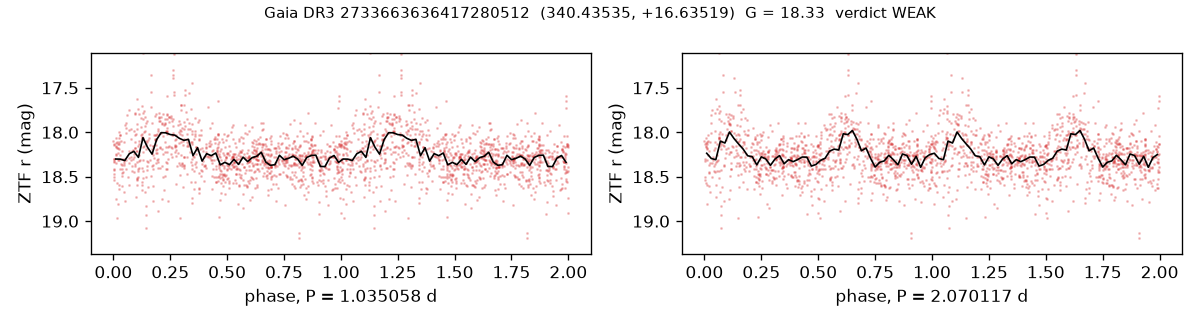 Gaia DR3 2733663636417280512  (340.43535, +16.63519)  G = 18.33  verdict WEAK
ZTF r (mag)
17.5
18.0
18.5
19.0
0.00 0.25 0.50 0.75 1.00 1.25 1.50 1.75 2.00
phase, P = 1.035058 d
ZTF r (mag)
17.5
18.0
18.5
19.0
0.00 0.25 0.50 0.75 1.00 1.25 1.50 1.75 2.00
phase, P = 2.070117 d